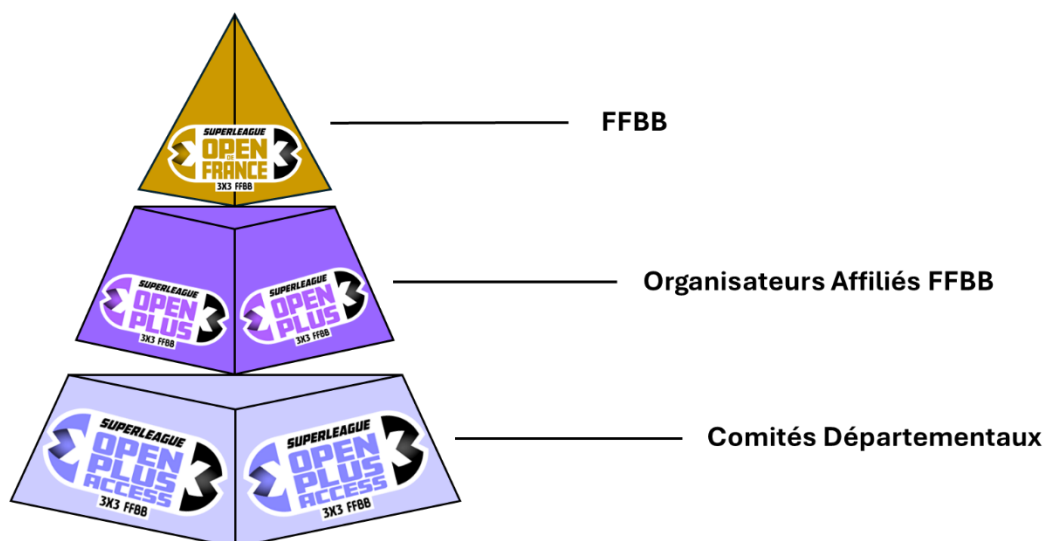 SUPERLEAGUE
OPEN
DE
FRANCE
3X3 FFBB
FFBB
SUPERLEAGUE
OPEN
PLUS
3X3 FFBB
SUPERLEAGUE
OPEN
PLUS
3X3 FFBB
Organisateurs Affiliés FFBB
SUPERLEAGUE
OPEN
PLUS
ACCESS
3X3 FFBB
SUPERLEAGUE
OPEN
PLUS
ACCESS
3X3 FFBB
Comités Départementaux